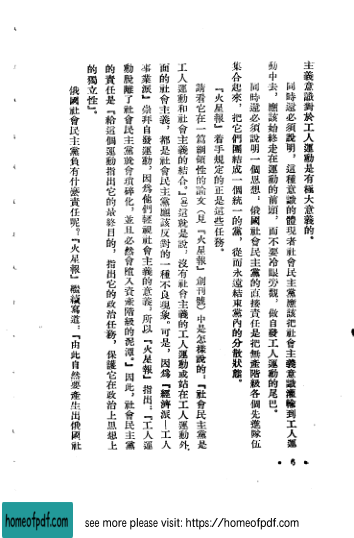 主義意識對於工人運動是有極大意義的。
同時還必須說明，這種意識的體現者社會民主黨應該把社會主義意識灌輸到工人運
動中去，應該始終走在運動的前頭，而不要冷眼旁觀，做自發工人運動的尾巴。
同時還必須說明一個思想：俄國社會民主黨的直接責任是把無產階級各個先進隊伍
集合起來，把它們團結成一個統一的黨，從而永遠結束黨內的分散狀態。
『火星報』着手規定的正是這些任務。
請看它在一篇綱領性的論文（見『火星報』創刊號）中是怎樣說的：『社會民主黨是
工人運動和社會主義的結合。』這就是說，沒有社會主義的工人運動或站在工人運動外
面的社會主義，都是社會民主黨應該反對的一種不良現象。可是，因爲『經濟派—工人
事業派』崇拜自發運動，因爲他們輕視社會主義的意義，所以『火星報』指出：『工人運
動脫離了社會民主黨就會瑣碎化，並且必然會墮入資產階級的泥潭。』因此，社會民主黨
的責任是『給這個運動指出它的最終目的，指出它的政治任務，保護它在政治上思想上
的獨立性』。
俄國社會民主黨負有什麼責任呢？『火星報』繼續寫道：『由此自然要產生出俄國社
homeofpdf.com
see more please visit: https://homeofpdf.com